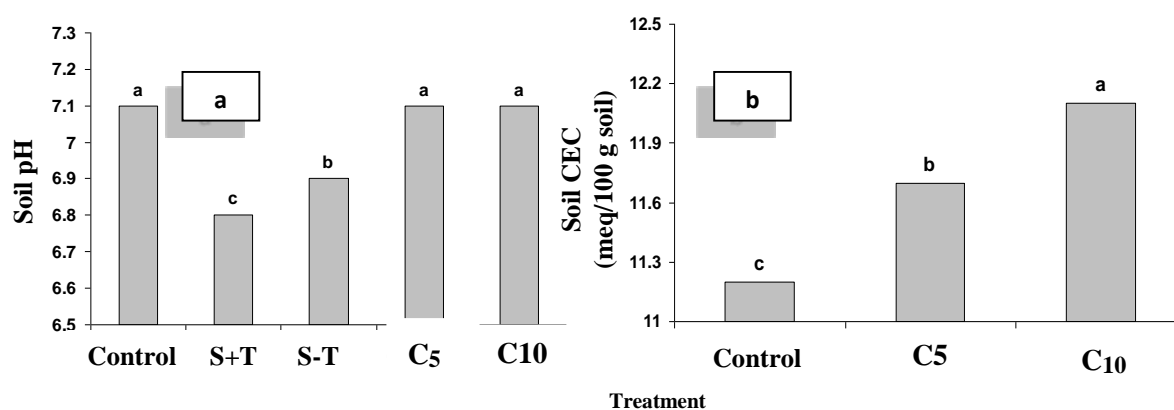 Soil pH
7.3
7.2
7.1
7
6.9
6.8
6.7
6.6
6.5
a
a
c
b
a
a
Control S+T S-T C5 C10
Soil CEC
(meq/100 g soil)
12.5
12.2
11.9
11.6
11.3
11
b
c
b
a
Control C5 C10
Treatment